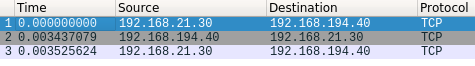 Time Source Destination Protocol
1 0.000000000 192.168.21.30 192.168.194.40 TCP
2 0.003437079 192.168.194.40 192.168.21.30 TCP
3 0.003525624 192.168.21.30 192.168.194.40 TCP